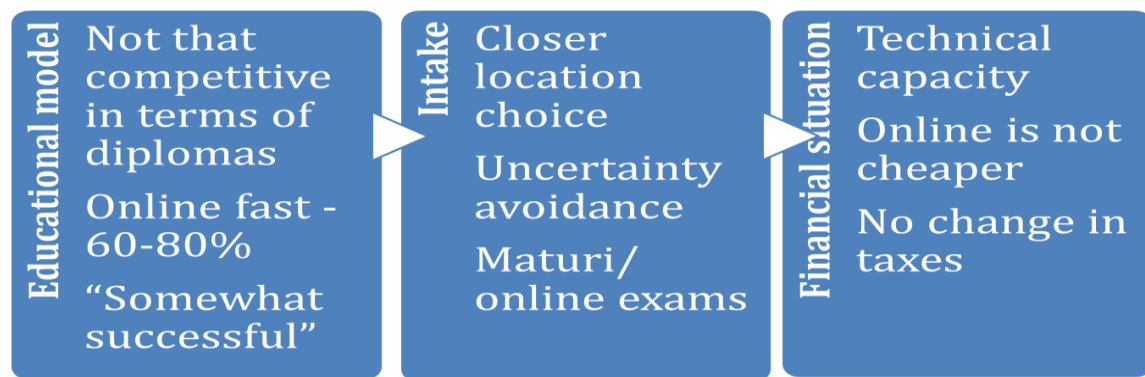 Educational model
Not that
competitive
in terms of
diplomas
Online fast -
60-80%
“Somewhat
successful”
Intake
Closer
location
choice
Uncertainty
avoidance
Maturi/
online exams
Financial situation
Technical
capacity
Online is not
cheaper
No change in
taxes